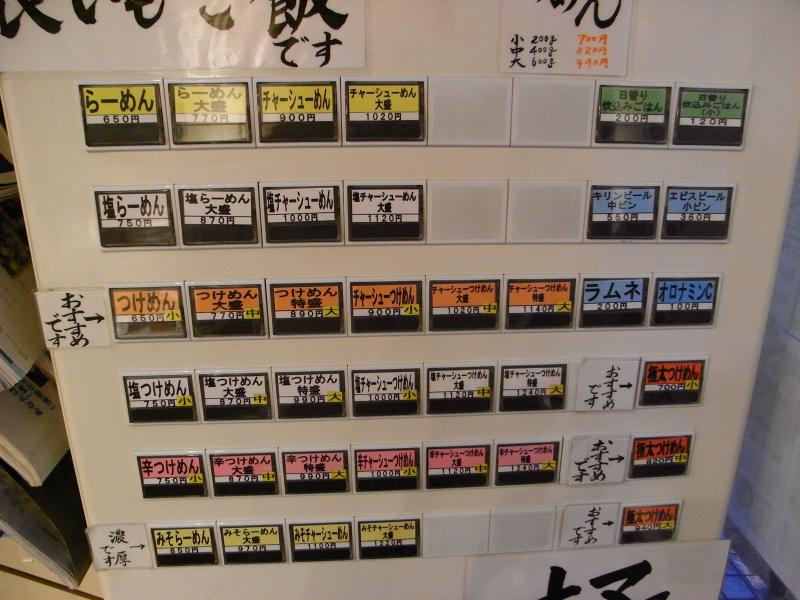 ご飯
です
めん
小 200g 700円
中 400g 820円
大 600g 940円
らーめん
650円
らーめん
大盛
770円
チャーシューめん
900円
チャーシューめん
大盛
1020円
日替り
炊込みごはん
200円
日替り
炊込みごはん
(小)
120円
塩らーめん
750円
塩らーめん
大盛
870円
塩チャーシューめん
1000円
塩チャーシューめん
大盛
1120円
キリンビール
中ビン
550円
エビスビール
小ビン
360円
おすすめ
です→
つけめん
650円 小
つけめん
大盛
770円 中
つけめん
特盛
890円 大
チャーシューつけめん
900円 小
チャーシューつけめん
大盛
1020円 中
チャーシューつけめん
特盛
1140円 大
ラムネ
200円
オロナミンC
100円
塩つけめん
750円 小
塩つけめん
大盛
870円 中
塩つけめん
特盛
990円 大
塩チャーシューつけめん
1000円 小
塩チャーシューつけめん
大盛
1120円 中
塩チャーシューつけめん
特盛
1240円 大
おすすめ
です→
極太つけめん
700円 小
辛つけめん
750円 小
辛つけめん
大盛
870円 中
辛つけめん
特盛
990円 大
辛チャーシューつけめん
1000円 小
辛チャーシューつけめん
大盛
1120円 中
辛チャーシューつけめん
特盛
1240円 大
おすすめ
です→
極太つけめん
820円 中
濃厚
です→
みそらーめん
850円
みそらーめん
大盛
970円
みそチャーシューめん
1100円
みそチャーシューめん
大盛
1220円
おすすめ
です→
極太つけめん
940円 大